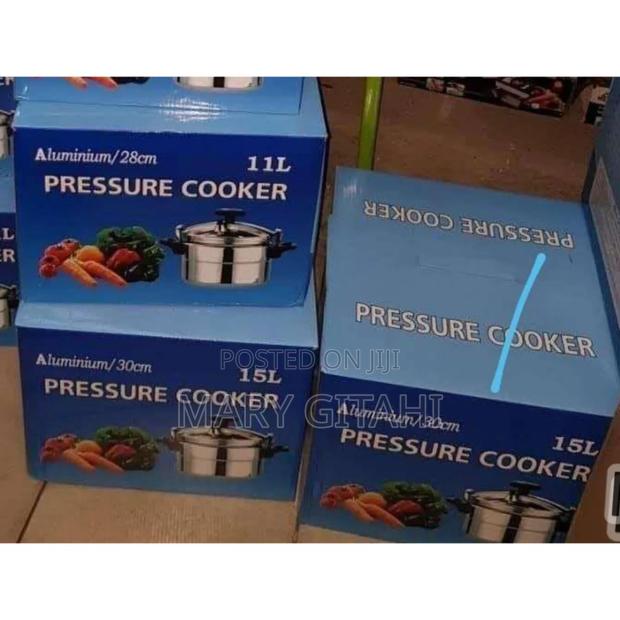 Aluminium/28cm
11L
PRESSURE COOKER
PRESSURE COOKER
PRESSURE COOKER
Aluminium/30cm
15L
PRESSURE COOKER
Aluminium/30cm
15L
PRESSURE COOKER
POSTED ON JIJI
MARY GITAHI